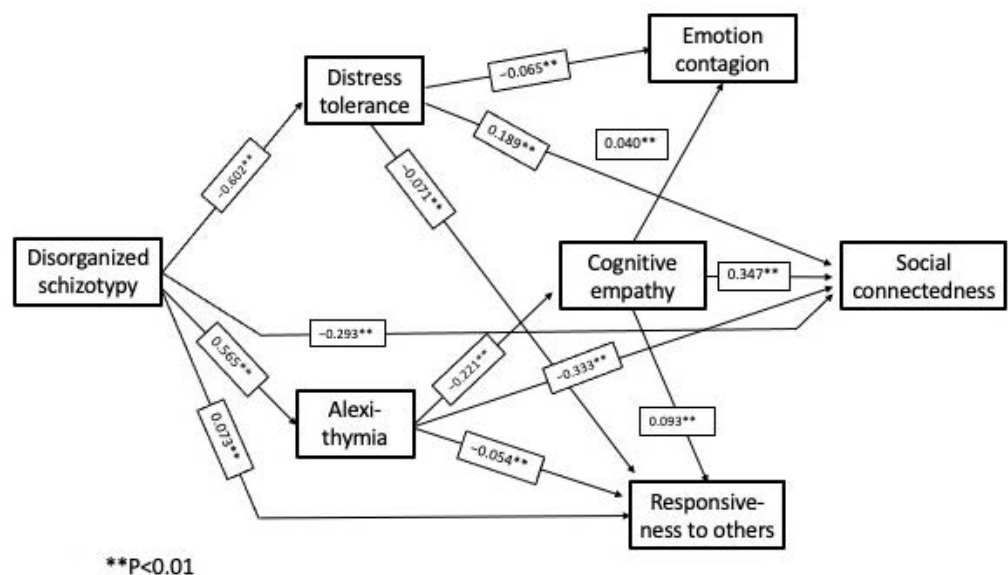 Emotion
contagion
Distress
tolerance
−0.065**
0.189**
0.040**
−0.602**
−0.071**
Disorganized
schizotypy
Cognitive
empathy
0.347**
Social
connectedness
−0.293**
0.565**
−0.221**
−0.333**
Alexi-
thymia
0.073**
0.093**
−0.054**
Responsive-
ness to others
**P<0.01